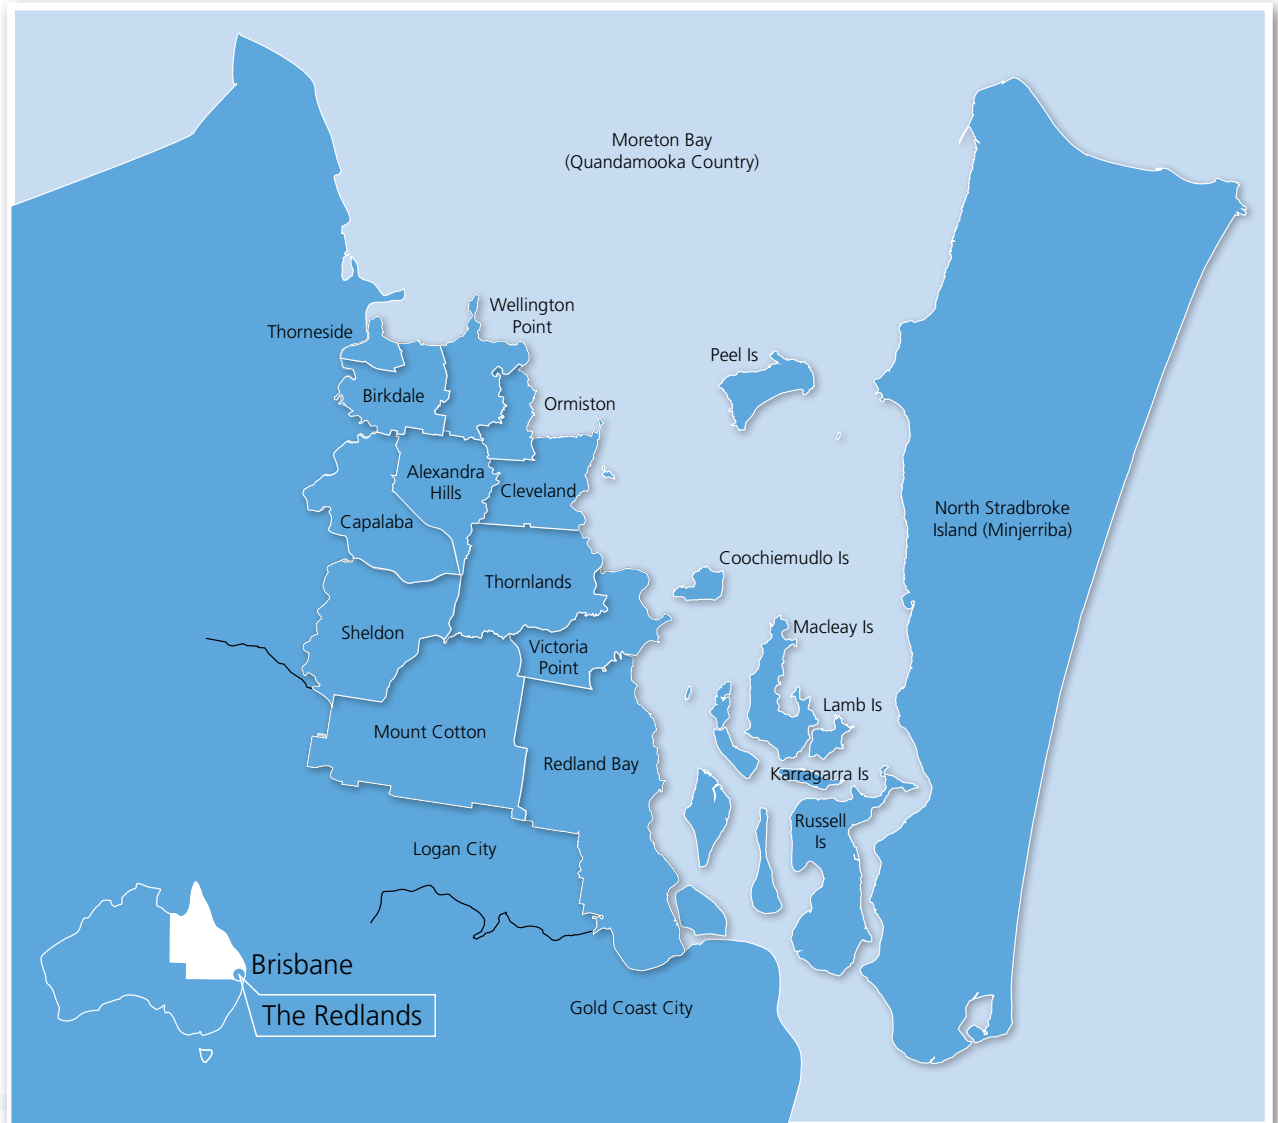 Moreton Bay
(Quandamooka Country)
Wellington
Point
Thorneside
Peel Is
Birkdale
Ormiston
Alexandra
Hills
Cleveland
Capalaba
North Stradbroke
Island (Minjerriba)
Coochiemudlo Is
Thornlands
Sheldon
Macleay Is
Victoria
Point
Lamb Is
Mount Cotton
Redland Bay
Karragarra Is
Russell
Is
Logan City
Brisbane
The Redlands
Gold Coast City